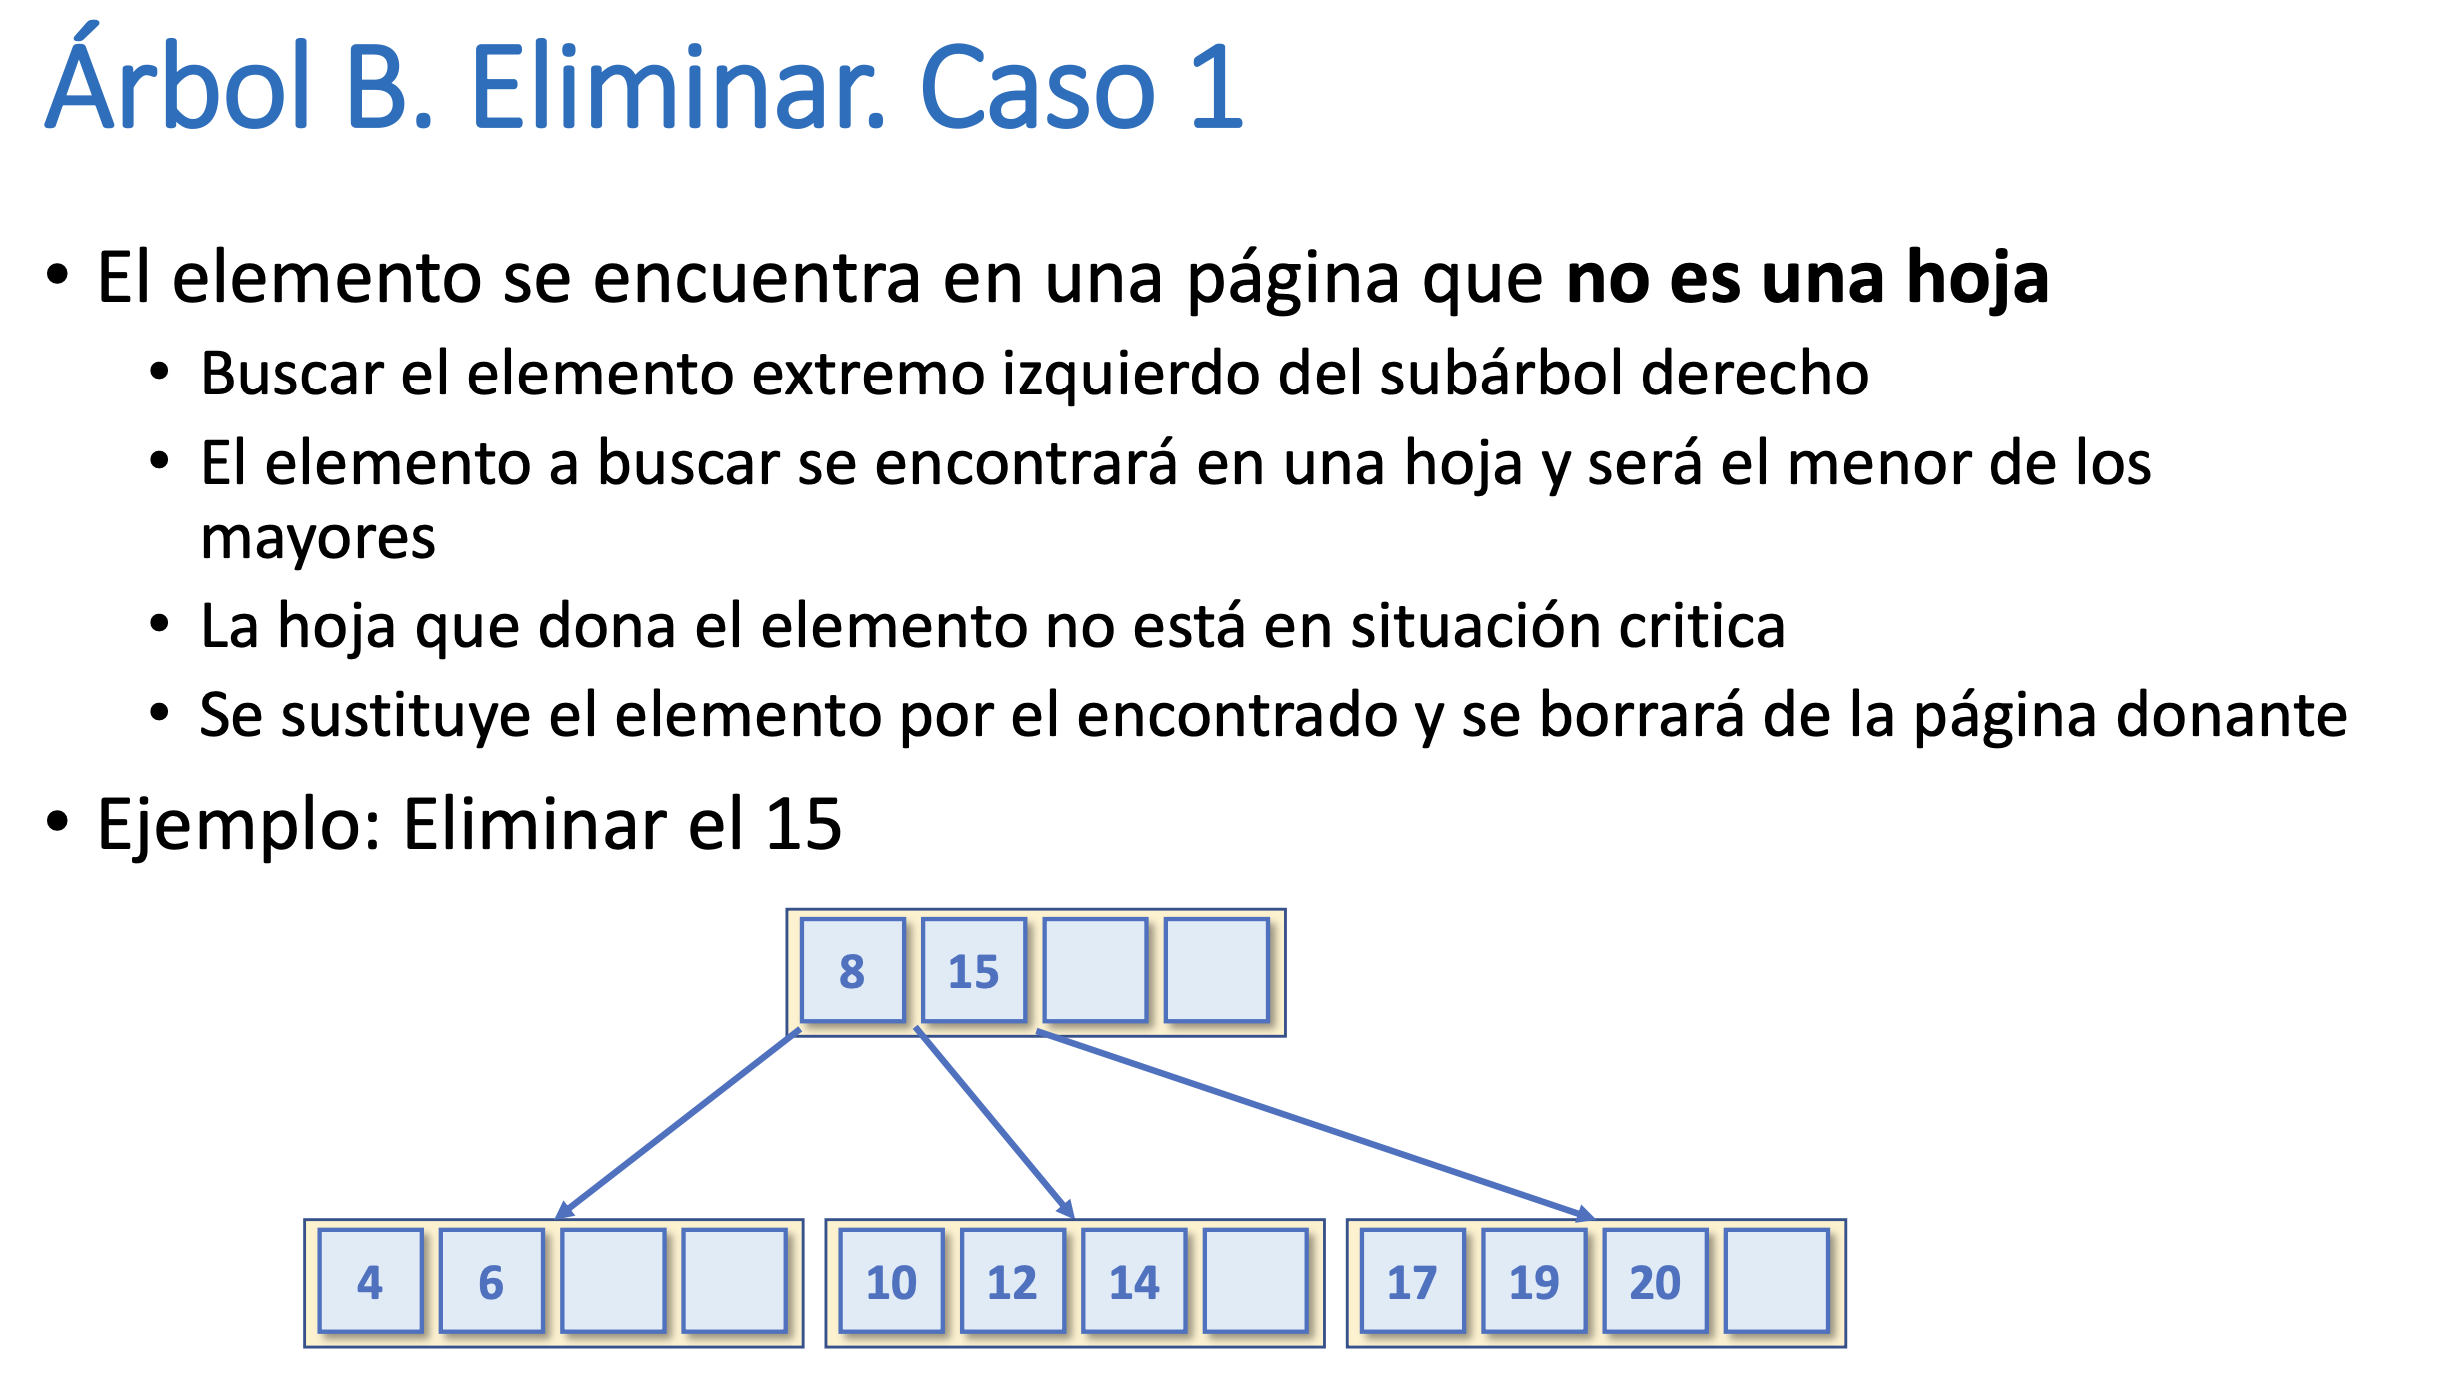 Árbol B. Eliminar. Caso 1
• El elemento se encuentra en una página que no es una hoja
• Buscar el elemento extremo izquierdo del subárbol derecho
• El elemento a buscar se encontrará en una hoja y será el menor de los
mayores
• La hoja que dona el elemento no está en situación critica
• Se sustituye el elemento por el encontrado y se borrará de la página donante
• Ejemplo: Eliminar el 15
8 15
4 6 10 12 14 17 19 20